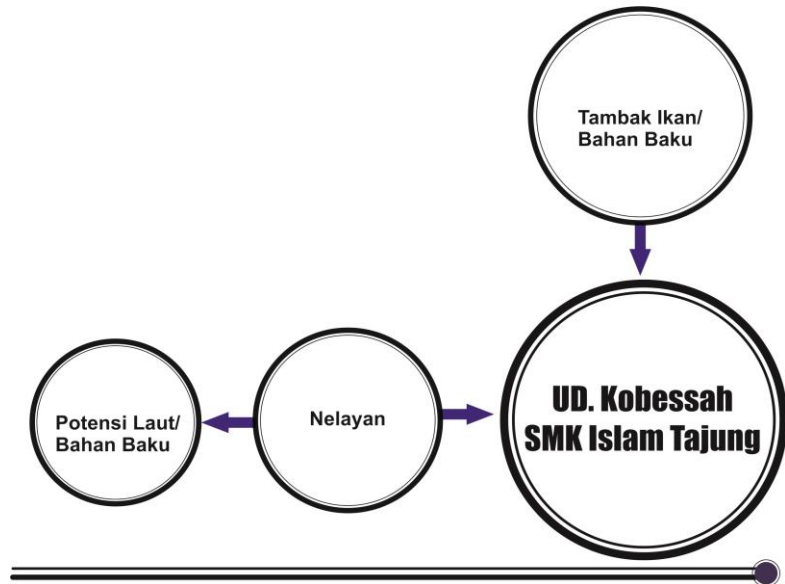 Tambak Ikan/
Bahan Baku
Potensi Laut/
Bahan Baku
Nelayan
UD. Kobessah
SMK Islam Tajung